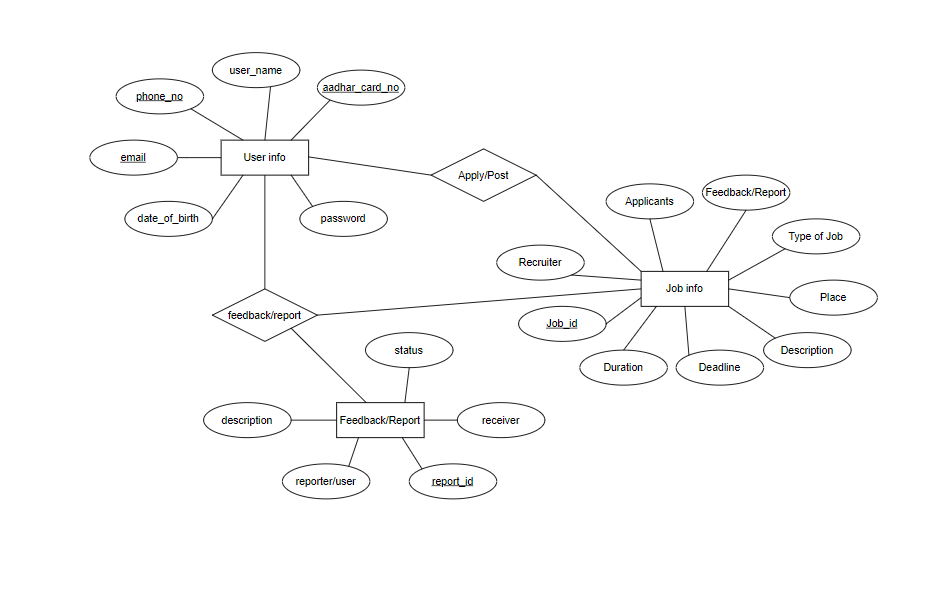 user_name
aadhar_card_no
phone_no
email
User info
Apply/Post
date_of_birth
password
Applicants
Feedback/Report
Type of Job
Recruiter
Job info
Place
feedback/report
Job_id
Duration
Deadline
Description
status
description
Feedback/Report
receiver
reporter/user
report_id